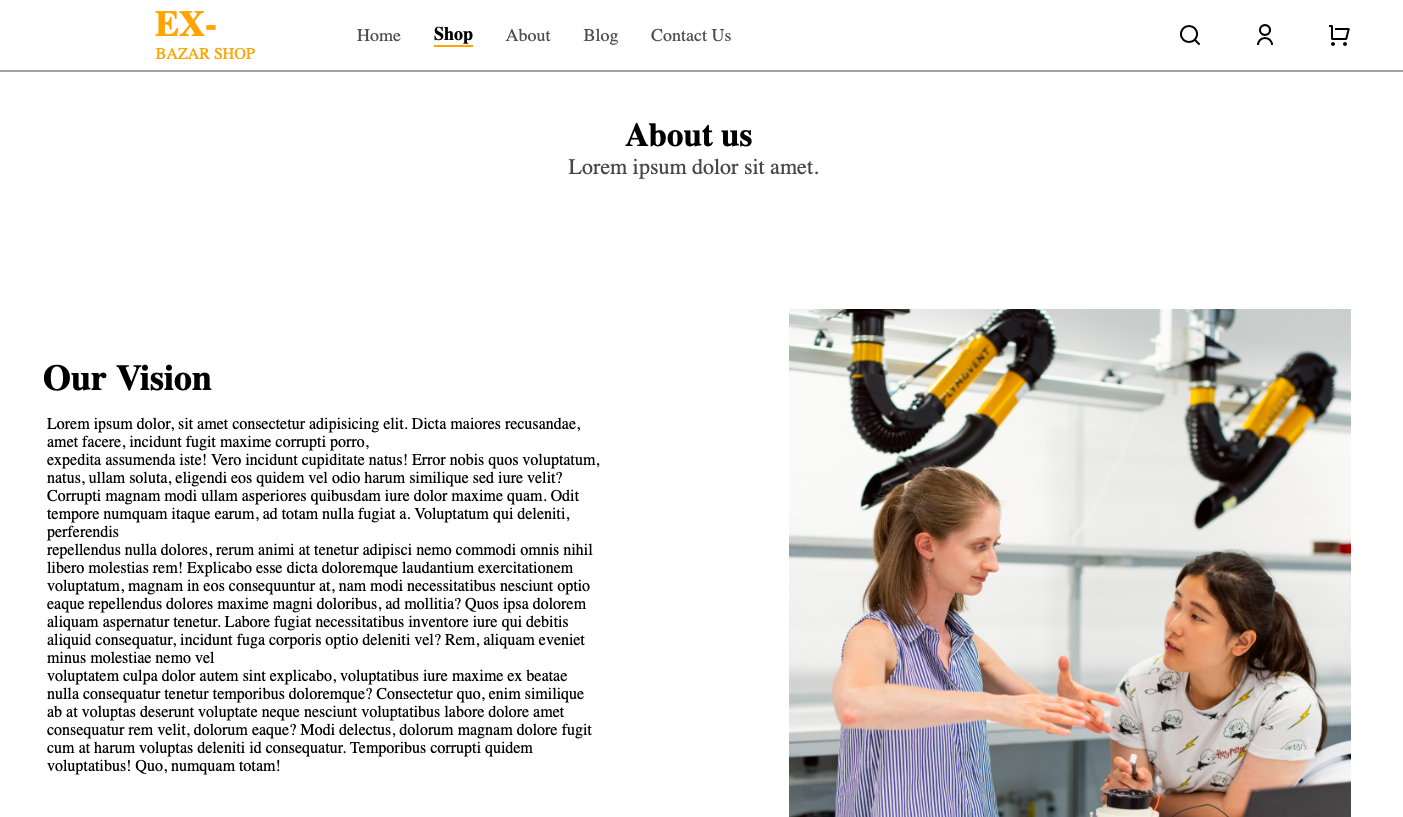 EX-
BAZAR SHOP
Home Shop About Blog Contact Us
About us
Lorem ipsum dolor sit amet.
Our Vision
Lorem ipsum dolor, sit amet consectetur adipisicing elit. Dicta maiores recusandae,
amet facere, incidunt fugit maxime corrupti porro,
expedita assumenda iste! Vero incidunt cupiditate natus! Error nobis quos voluptatum,
natus, ullam soluta, eligendi eos quidem vel odio harum similique sed iure velit?
Corrupti magnam modi ullam asperiores quibusdam iure dolor maxime quam. Odit
tempore numquam itaque earum, ad totam nulla fugiat a. Voluptatum qui deleniti,
perferendis
repellendus nulla dolores, rerum animi at tenetur adipisci nemo commodi omnis nihil
libero molestias rem! Explicabo esse dicta doloremque laudantium exercitationem
voluptatum, magnam in eos consequuntur at, nam modi necessitatibus nesciunt optio
eaque repellendus dolores maxime magni doloribus, ad mollitia? Quos ipsa dolorem
aliquam aspernatur tenetur. Labore fugiat necessitatibus inventore iure qui debitis
aliquid consequatur, incidunt fuga corporis optio deleniti vel? Rem, aliquam eveniet
minus molestiae nemo vel
voluptatem culpa dolor autem sint explicabo, voluptatibus iure maxime ex beatae
nulla consequatur tenetur temporibus doloremque? Consectetur quo, enim similique
ab at voluptas deserunt voluptate neque nesciunt voluptatibus labore dolore amet
consequatur rem velit, dolorum eaque? Modi delectus, dolorum magnam dolore fugit
cum at harum voluptas deleniti id consequatur. Temporibus corrupti quidem
voluptatibus! Quo, numquam totam!
PLYMOVENT